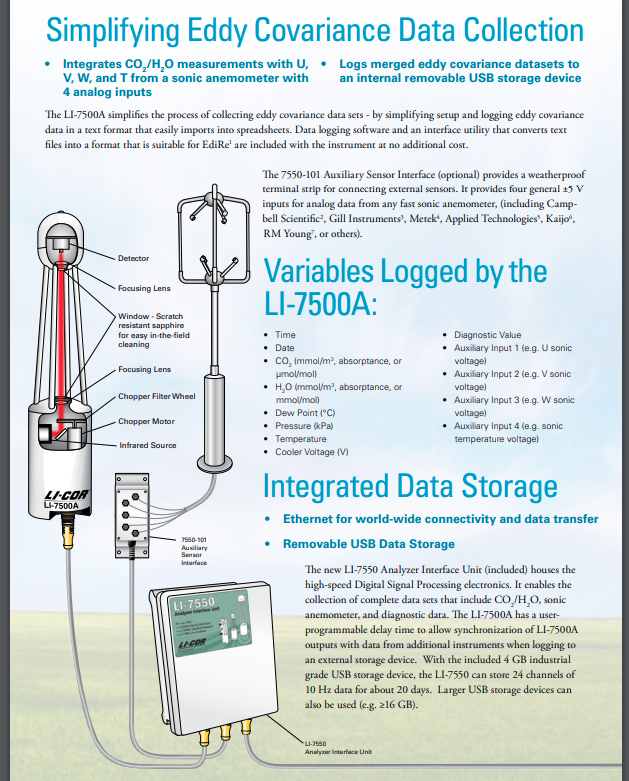 Simplifying Eddy Covariance Data Collection
• Integrates CO₂/H₂O measurements with U,
V, W, and T from a sonic anemometer with
4 analog inputs
• Logs merged eddy covariance datasets to
an internal removable USB storage device
The LI-7500A simplifies the process of collecting eddy covariance data sets - by simplifying setup and logging eddy covariance
data in a text format that easily imports into spreadsheets. Data logging software and an interface utility that converts text
files into a format that is suitable for EdiRe¹ are included with the instrument at no additional cost.
The 7550-101 Auxiliary Sensor Interface (optional) provides a weatherproof
terminal strip for connecting external sensors. It provides four general ±5 V
inputs for analog data from any fast sonic anemometer, (including Camp-
bell Scientific², Gill Instruments³, Metek⁴, Applied Technologies⁵, Kaijo⁶,
RM Young⁷, or others).
Detector
Focusing Lens
Window - Scratch
resistant sapphire
for easy in-the-field
cleaning
Focusing Lens
Chopper Filter Wheel
Chopper Motor
Infrared Source
LI-COR
LI-7500A
7550-101
Auxiliary
Sensor
Interface
Variables Logged by the
LI-7500A:
• Time
• Date
• CO₂ (mmol/m³, absorptance, or
µmol/mol)
• H₂O (mmol/m³, absorptance, or
mmol/mol)
• Dew Point (°C)
• Pressure (kPa)
• Temperature
• Cooler Voltage (V)
• Diagnostic Value
• Auxiliary Input 1 (e.g. U sonic
voltage)
• Auxiliary Input 2 (e.g. V sonic
voltage)
• Auxiliary Input 3 (e.g. W sonic
voltage)
• Auxiliary Input 4 (e.g. sonic
temperature voltage)
Integrated Data Storage
• Ethernet for world-wide connectivity and data transfer
• Removable USB Data Storage
The new LI-7550 Analyzer Interface Unit (included) houses the
high-speed Digital Signal Processing electronics. It enables the
collection of complete data sets that include CO₂/H₂O, sonic
anemometer, and diagnostic data. The LI-7500A has a user-
programmable delay time to allow synchronization of LI-7500A
outputs with data from additional instruments when logging to
an external storage device. With the included 4 GB industrial
grade USB storage device, the LI-7550 can store 24 channels of
10 Hz data for about 20 days. Larger USB storage devices can
also be used (e.g. ≥16 GB).
LI-7550
Analyzer Interface Unit
LI-COR
LI-7550
Analyzer Interface Unit